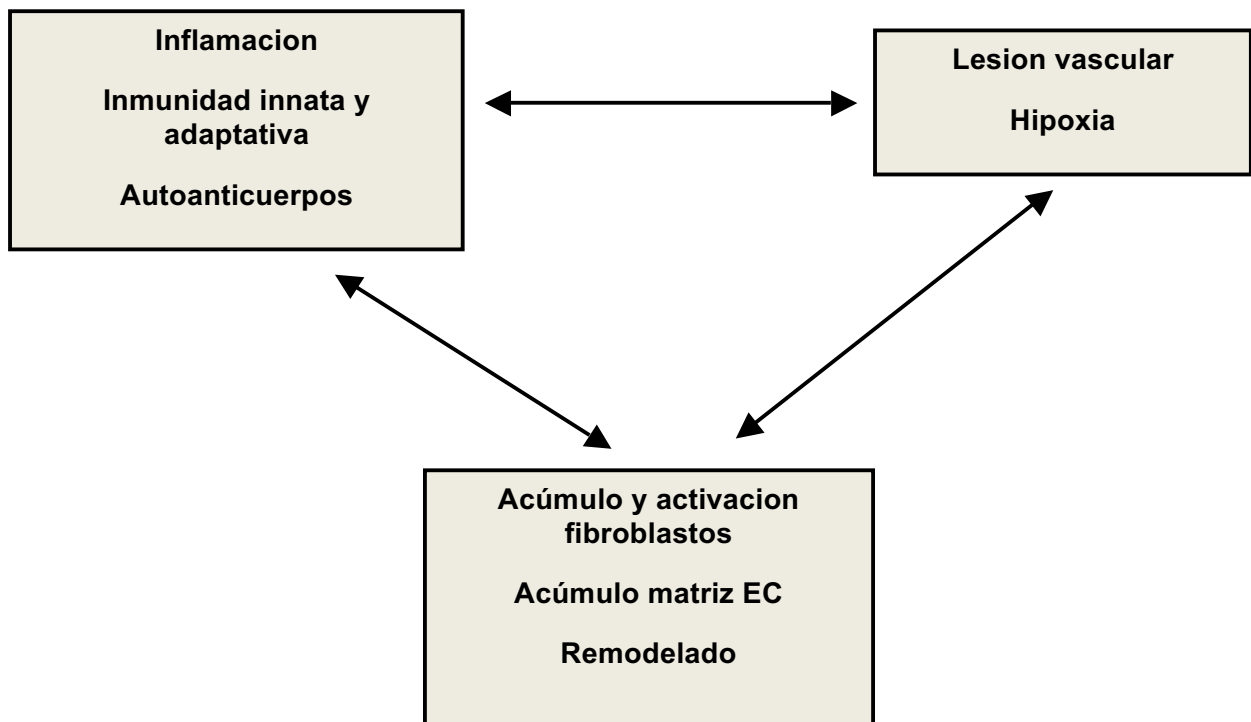 Inflamacion
Inmunidad innata y
adaptativa
Autoanticuerpos
Lesion vascular
Hipoxia
Acúmulo y activacion
fibroblastos
Acúmulo matriz EC
Remodelado